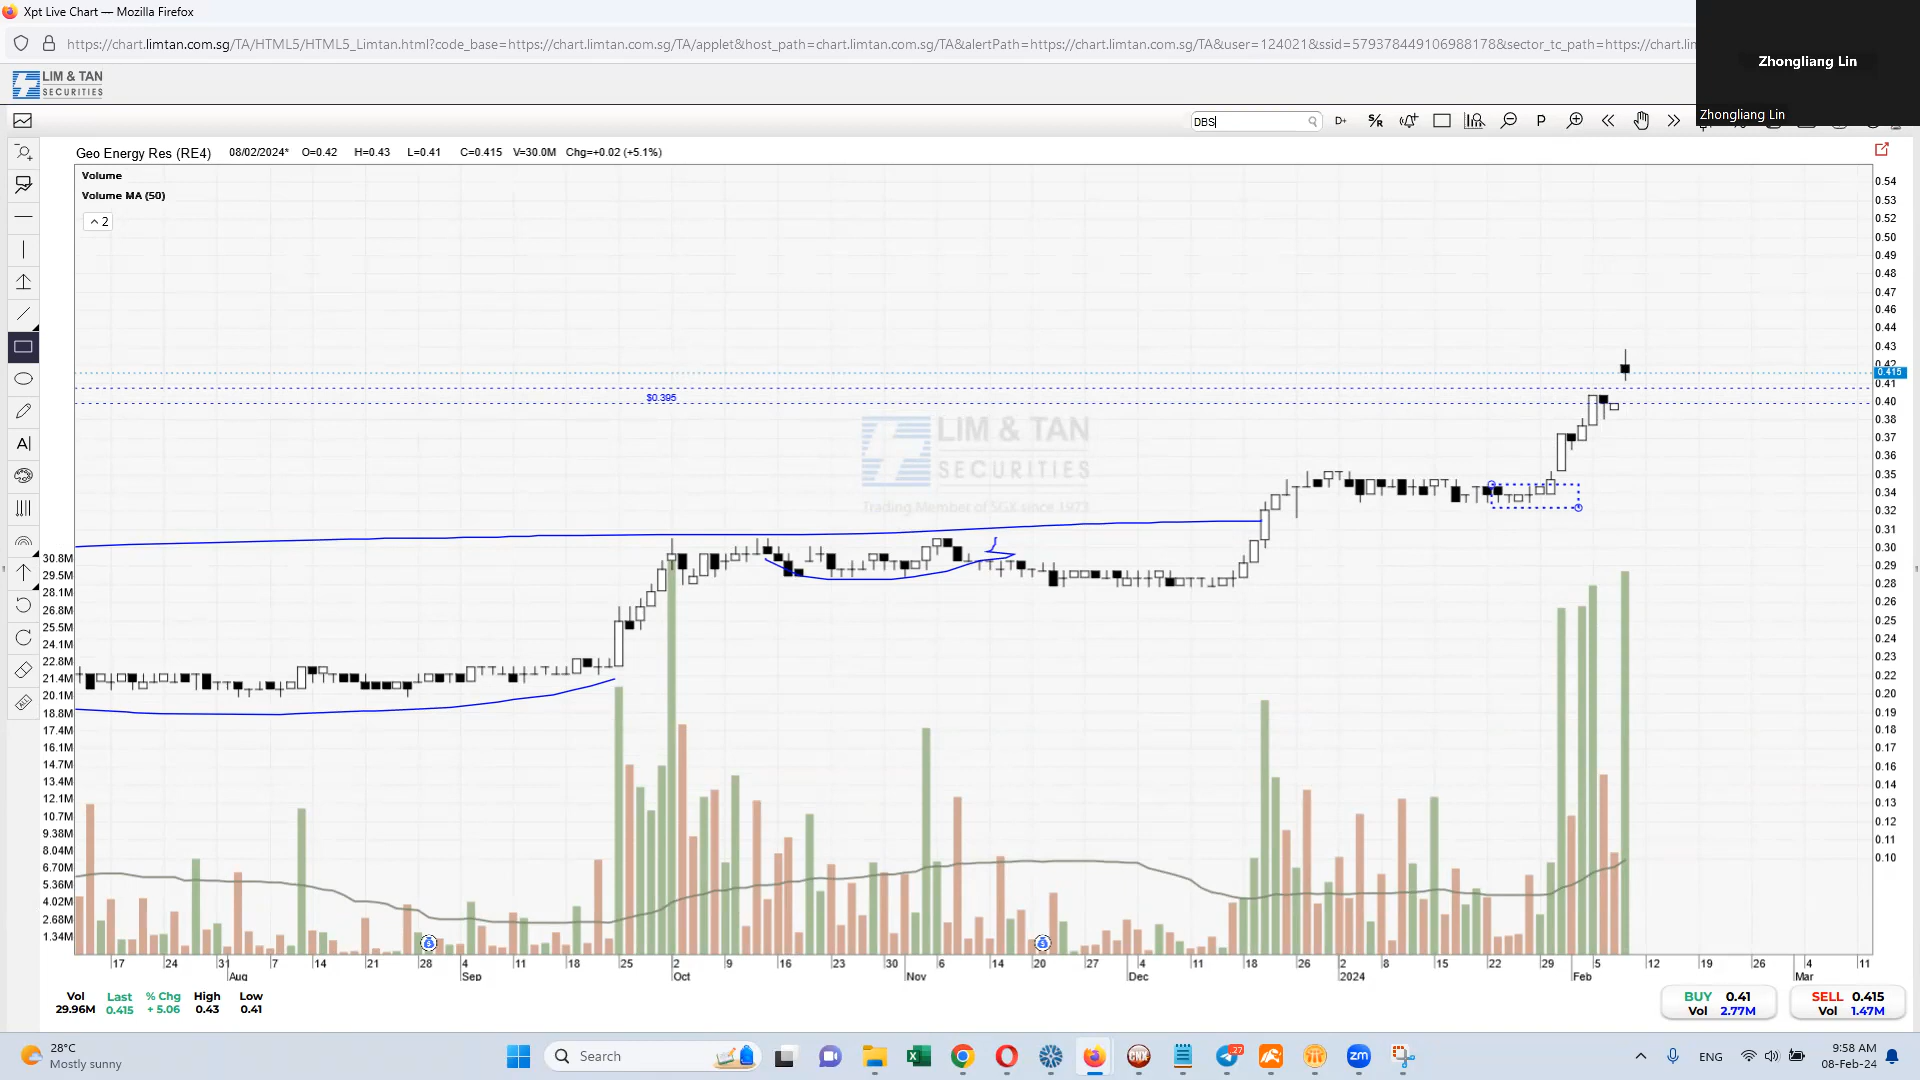 Xpt Live Chart — Mozilla Firefox
https://chart.limtan.com.sg/TA/HTML5/HTML5_Limtan.html?code_base=https://chart.limtan.com.sg/TA/applet&host_path=chart.limtan.com.sg/TA&alertPath=https://chart.limtan.com.sg/TA&user=124021&ssid=579378449106988178&sector_tc_path=https://chart.lim
Zhongliang Lin
Zhongliang Lin
LIM & TAN
SECURITIES
DBS
D+
S/R
P
Geo Energy Res (RE4) 08/02/2024* O=0.42 H=0.43 L=0.41 C=0.415 V=30.0M Chg=+0.02 (+5.1%)
Volume
Volume MA (50)
2
A
ALL
$0.395
LIM & TAN
SECURITIES
Trading Member of SGX since 1973
0.54
0.53
0.52
0.50
0.49
0.48
0.47
0.46
0.44
0.43
0.42
0.415
0.41
0.40
0.38
0.37
0.36
0.35
0.34
0.32
0.31
0.30
0.29
0.28
0.26
0.25
0.24
0.23
0.22
0.20
0.19
0.18
0.17
0.16
0.14
0.13
0.12
0.11
0.10
30.8M
29.5M
28.1M
26.8M
25.5M
24.1M
22.8M
21.4M
20.1M
18.8M
17.4M
16.1M
14.7M
13.4M
12.1M
10.7M
9.38M
8.04M
6.70M
5.36M
4.02M
2.68M
1.34M
17 24 31 7 14 21 28 4 11 18 25 2 9 16 23 30 6 14 20 27 4 11 18 26 2 8 15 22 29 5 12 19 26 4 11
Aug Sep Oct Nov Dec 2024 Feb Mar
Vol Last % Chg High Low
29.96M 0.415 + 5.06 0.43 0.41
BUY 0.41
Vol 2.77M
SELL 0.415
Vol 1.47M
28°C
Mostly sunny
Search
CNX
27
zm
ENG
9:58 AM
08-Feb-24